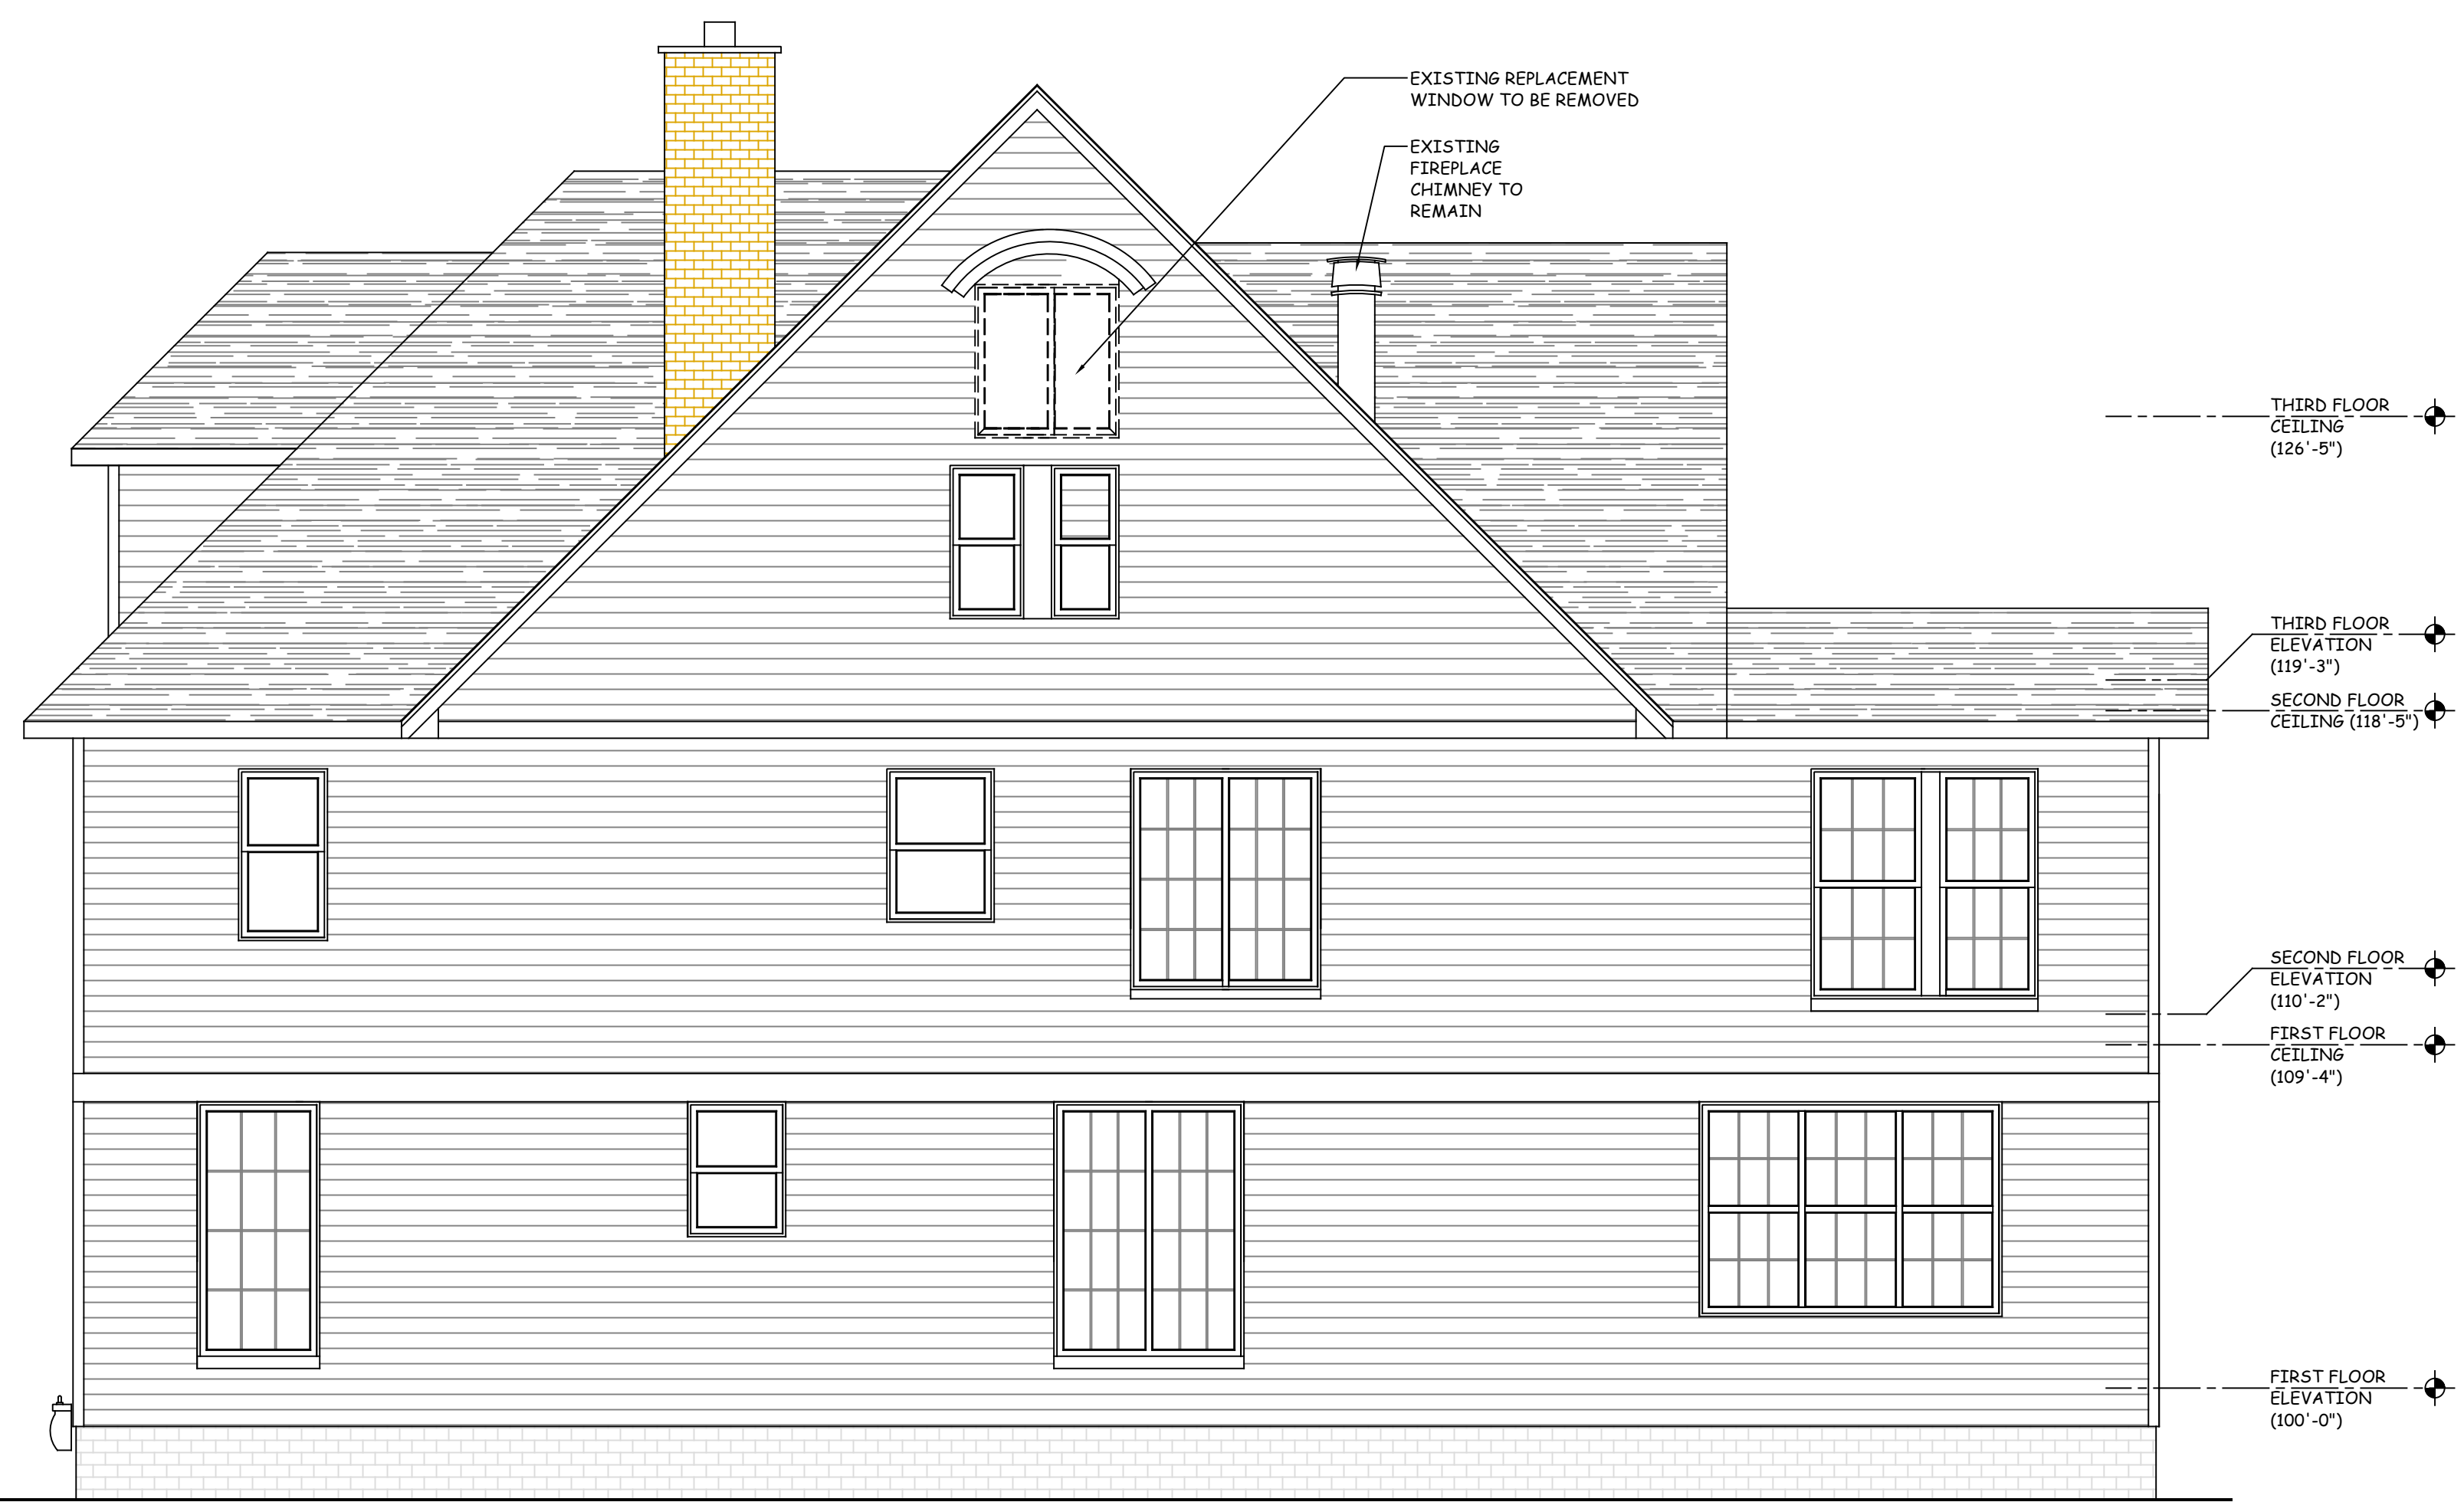 EXISTING REPLACEMENT
WINDOW TO BE REMOVED
EXISTING
FIREPLACE
CHIMNEY TO
REMAIN
THIRD FLOOR
CEILING
(126'-5")
THIRD FLOOR
ELEVATION
(119'-3")
SECOND FLOOR
CEILING (118'-5")
SECOND FLOOR
ELEVATION
(110'-2")
FIRST FLOOR
CEILING
(109'-4")
FIRST FLOOR
ELEVATION
(100'-0")